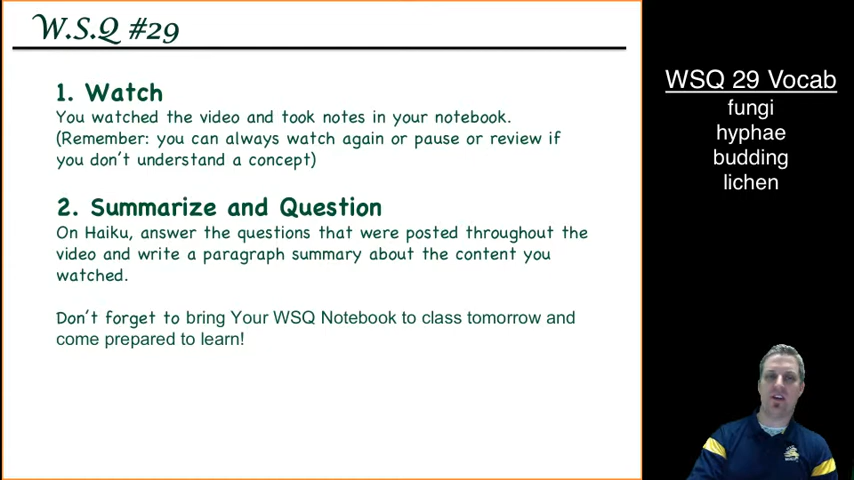 W.S.Q #29
1. Watch
You watched the video and took notes in your notebook.
(Remember: you can always watch again or pause or review if
you don't understand a concept)
2. Summarize and Question
On Haiku, answer the questions that were posted throughout the
video and write a paragraph summary about the content you
watched.
Don't forget to bring Your WSQ Notebook to class tomorrow and
come prepared to learn!
WSQ 29 Vocab
fungi
hyphae
budding
lichen